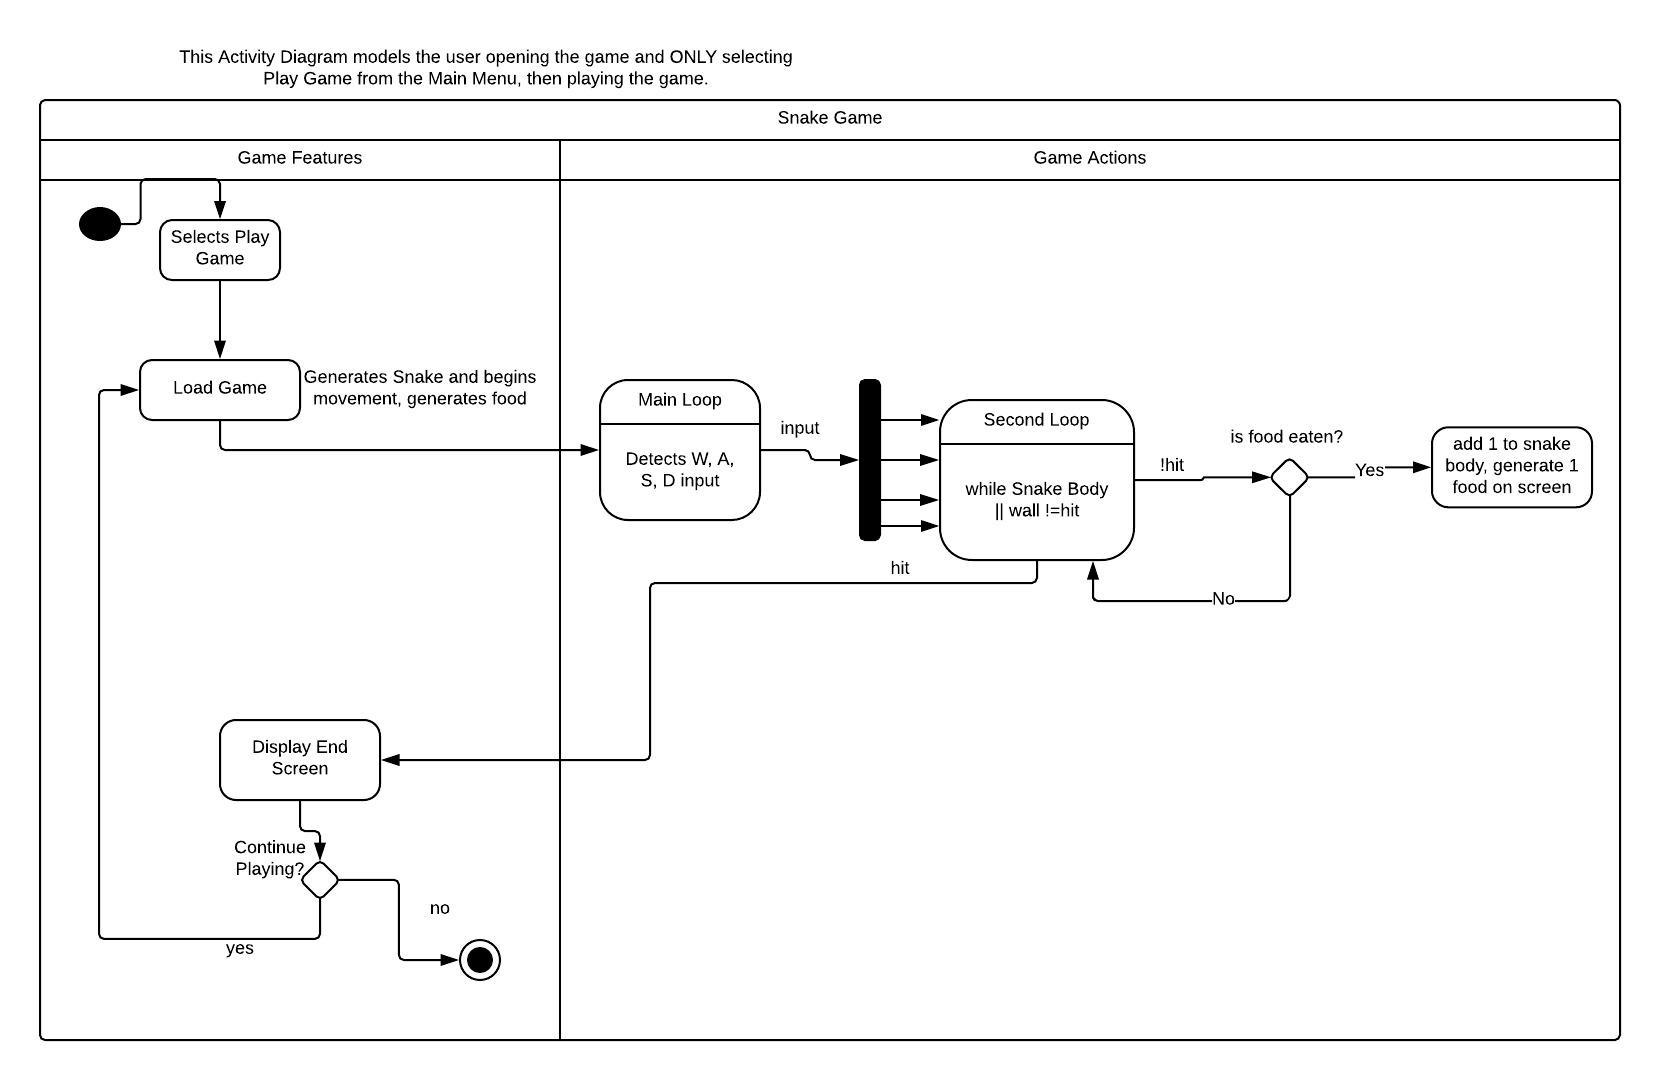 This Activity Diagram models the user opening the game and ONLY selecting
Play Game from the Main Menu, then playing the game.
Snake Game
Game Features
Game Actions
Selects Play
Game
Load Game
Generates Snake and begins
movement, generates food
Main Loop
Detects W, A,
S, D input
input
Second Loop
while Snake Body
|| wall !=hit
!hit
is food eaten?
Yes
add 1 to snake
body, generate 1
food on screen
No
hit
Display End
Screen
Continue
Playing?
no
yes